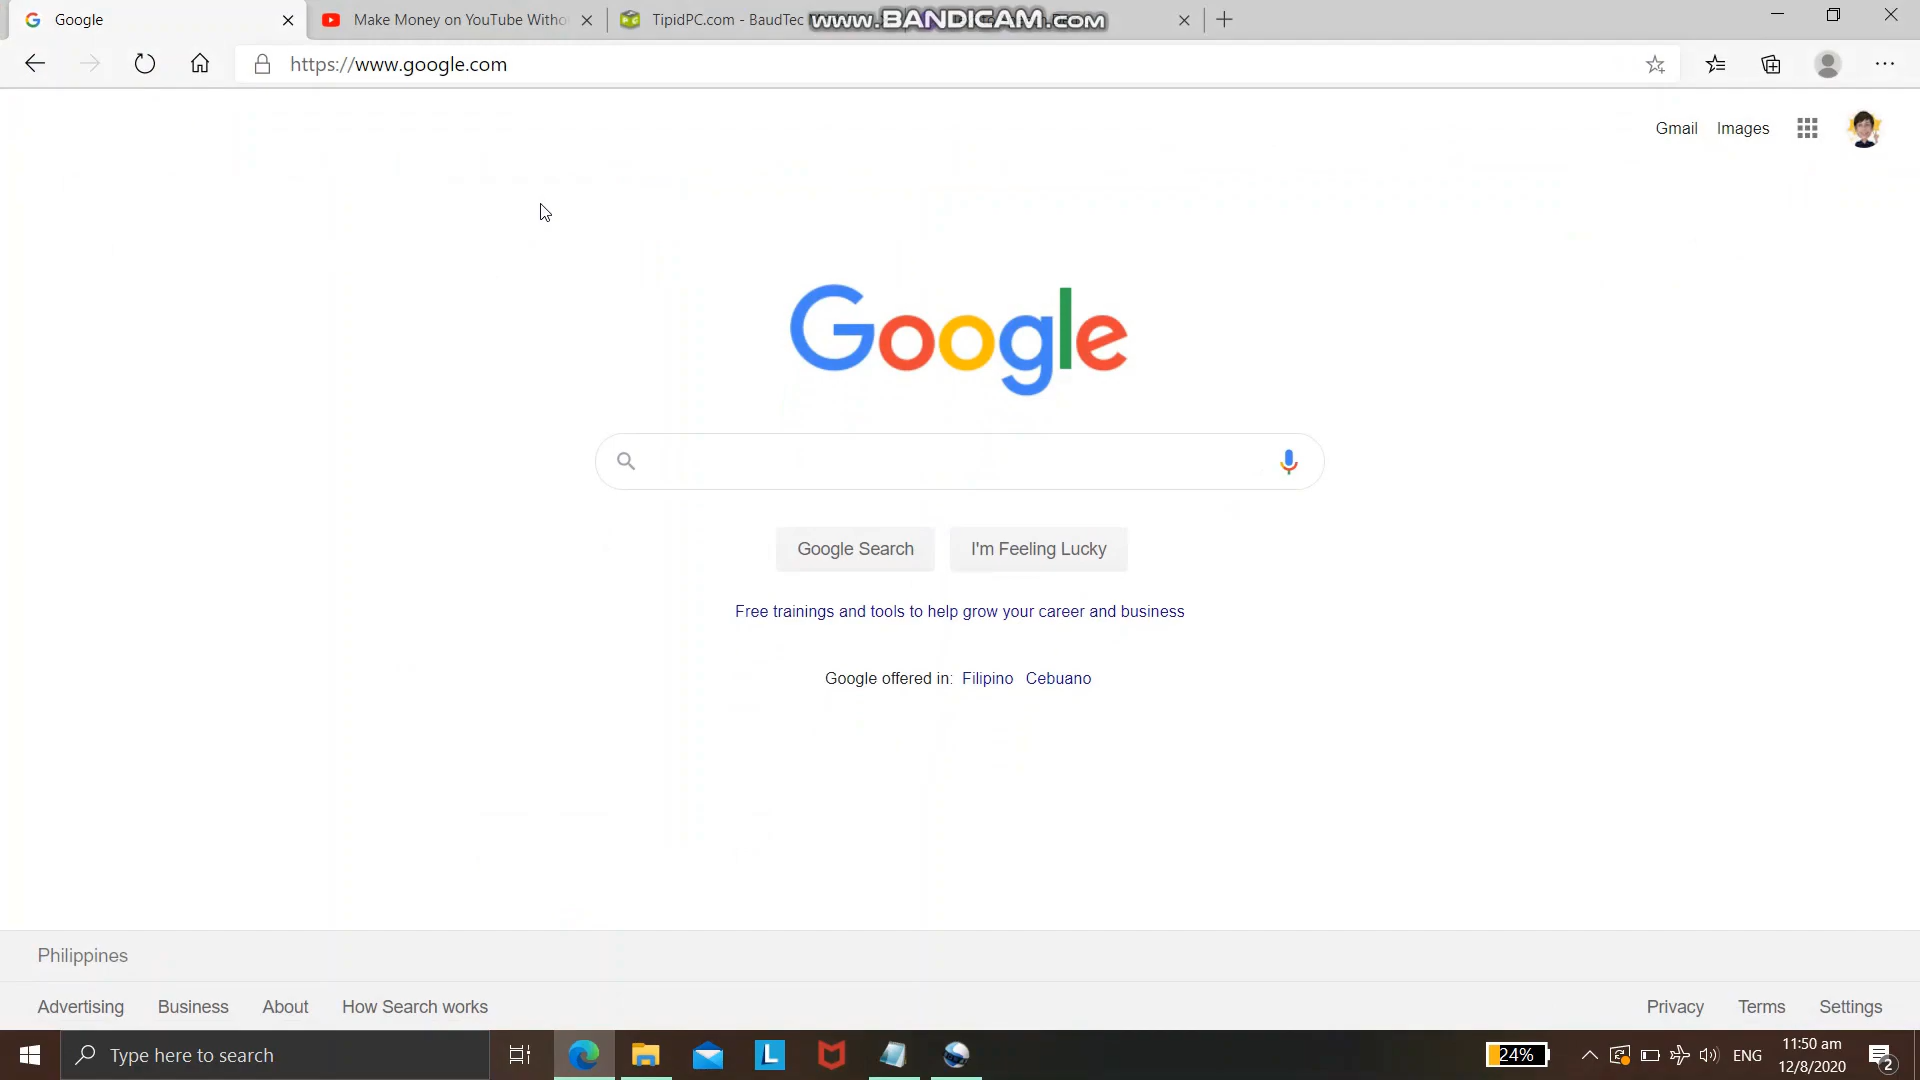 Google
Make Money on YouTube Witho
TipidPC.com - BaudTec
www.BANDICAM.com
https://www.google.com
Gmail
Images
Google
Google Search
I'm Feeling Lucky
Free trainings and tools to help grow your career and business
Google offered in: Filipino Cebuano
Philippines
Advertising
Business
About
How Search works
Privacy
Terms
Settings
Type here to search
L
24%
ENG
11:50 am
12/8/2020
2